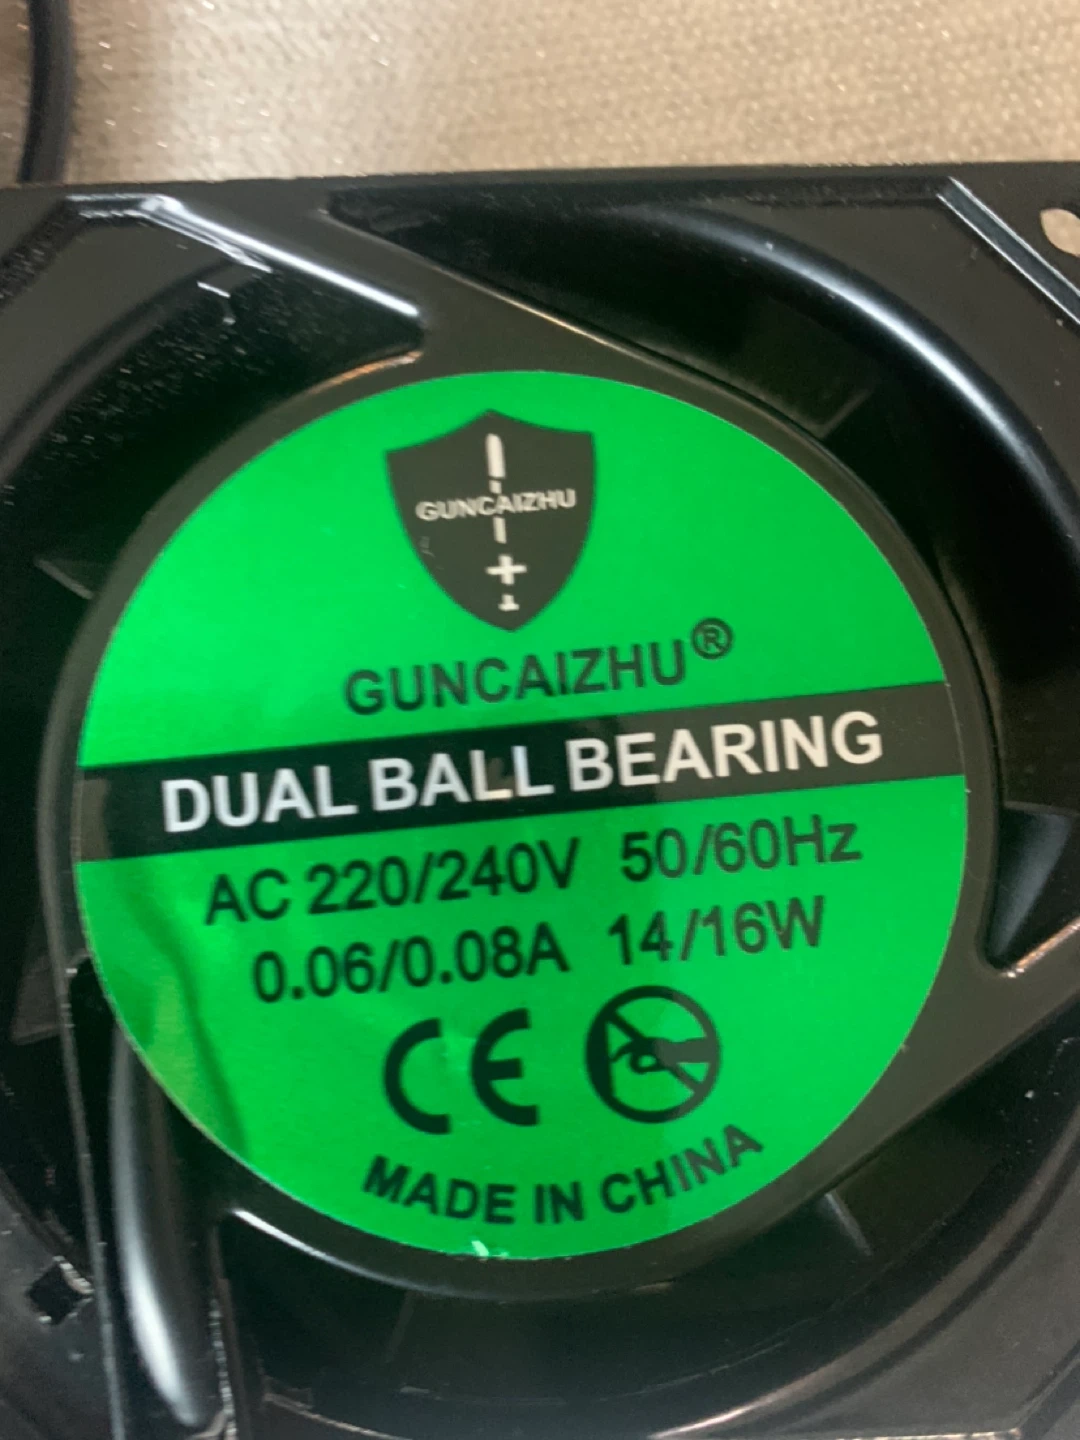 GUNCAIZHU
GUNCAIZHU®
DUAL BALL BEARING
AC 220/240V 50/60Hz
0.06/0.08A 14/16W
CE
MADE IN CHINA